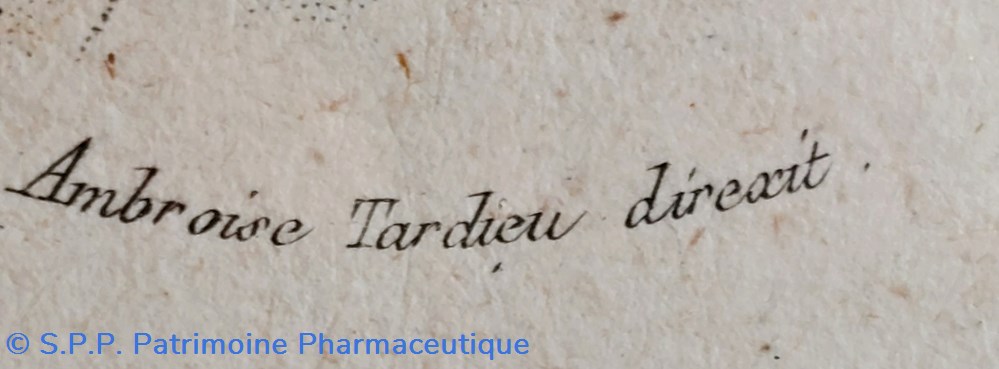 Ambroise Tardieu direxit.
© S.P.P. Patrimoine Pharmaceutique